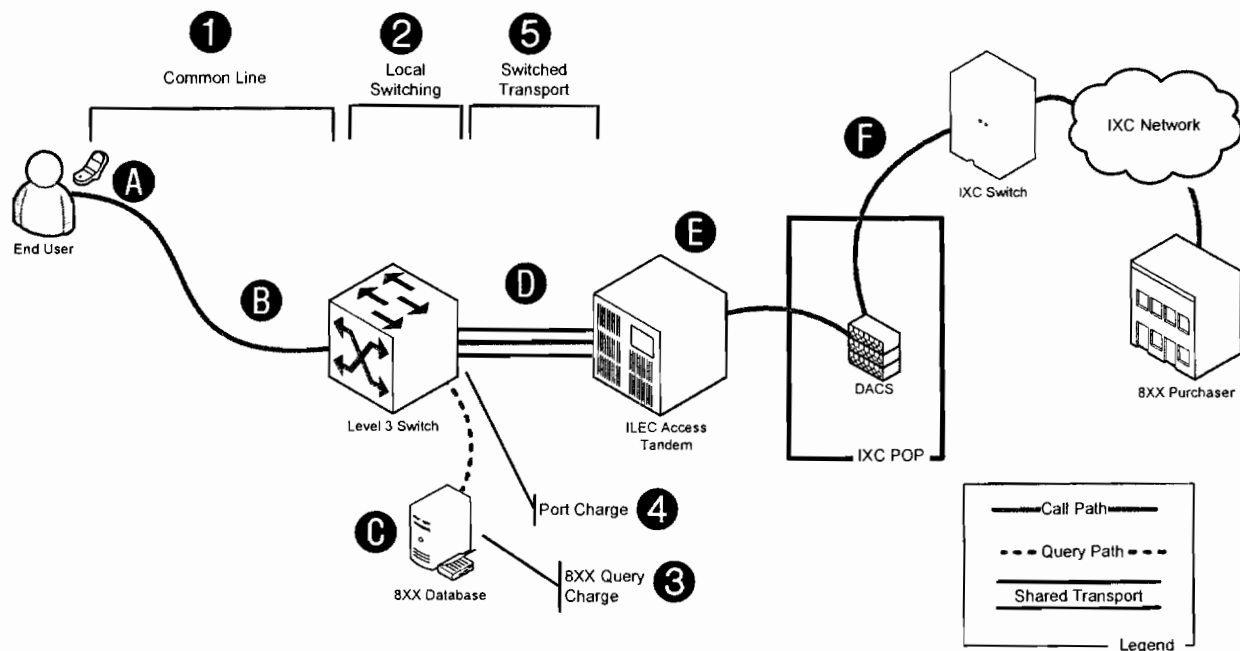 1
2
5
Common Line
Local
Switching
Switched
Transport
A
End User
B
Level 3 Switch
D
E
ILEC Access
Tandem
F
IXC Switch
IXC Network
8XX Purchaser
DACS
IXC POP
C
8XX Database
Port Charge
4
8XX Query
Charge
3
Call Path
Query Path
Shared Transport
Legend